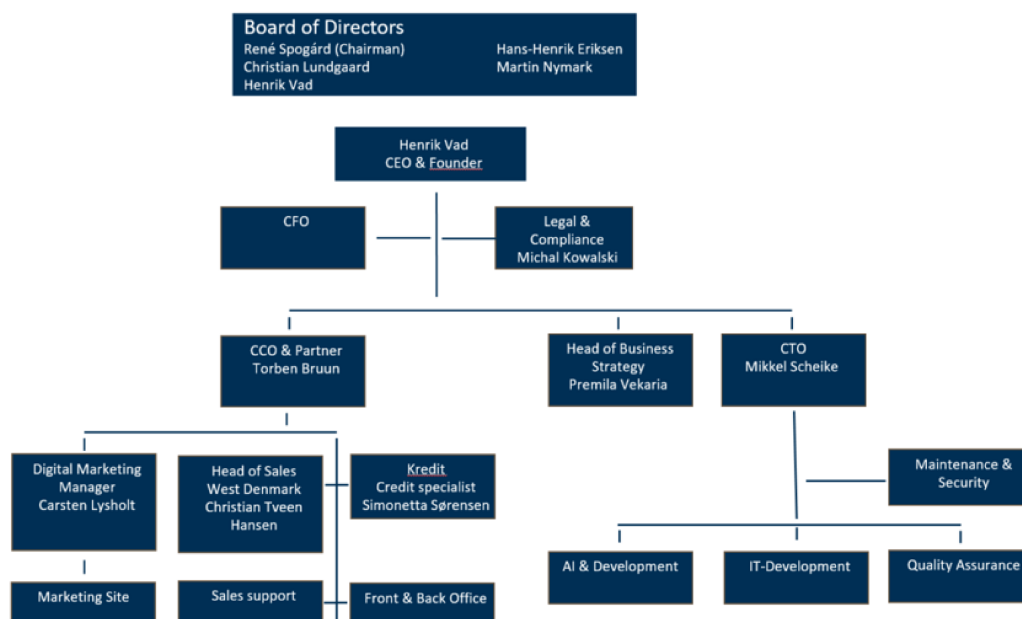 Board of Directors
René Spogárd (Chairman)
Christian Lundgaard
Henrik Vad
Hans-Henrik Eriksen
Martin Nymark
Henrik Vad
CEO & Founder
CFO
Legal &
Compliance
Michal Kowalski
CCO & Partner
Torben Bruun
Head of Business
Strategy
Premila Vekaria
CTO
Mikkel Scheike
Digital Marketing
Manager
Carsten Lysholt
Head of Sales
West Denmark
Christian Tveen
Hansen
Kredit
Credit specialist
Simonetta Sørensen
Maintenance &
Security
Marketing Site
Sales support
Front & Back Office
AI & Development
IT-Development
Quality Assurance